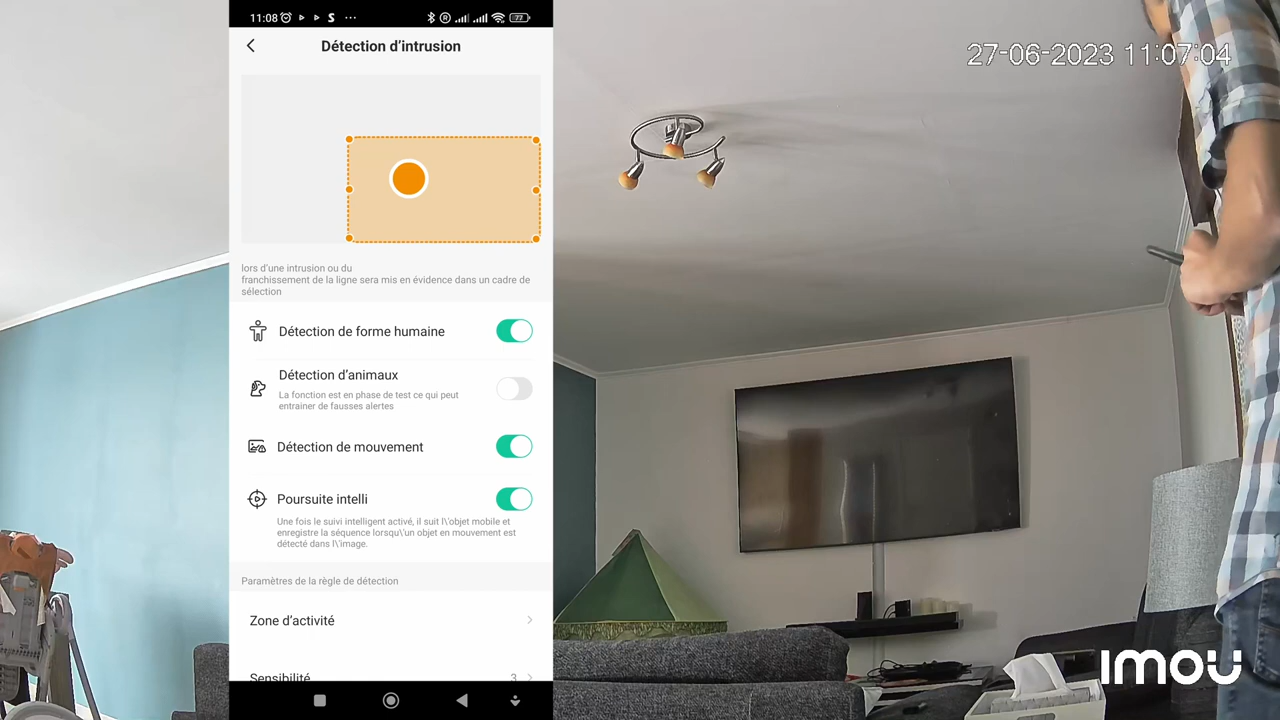 11:08
77
Détection d'intrusion
27-06-2023 11:07:04
lors d'une intrusion ou du
franchissement de la ligne sera mis en évidence dans un cadre de
sélection
Détection de forme humaine
Détection d'animaux
La fonction est en phase de test ce qui peut
entrainer de fausses alertes
Détection de mouvement
Poursuite intelli
Une fois le suivi intelligent activé, il suit l\'objet mobile et
enregistre la séquence lorsqu\'un objet en mouvement est
détecté dans l\'image.
Paramètres de la règle de détection
Zone d'activité
Sensibilité 3
imou